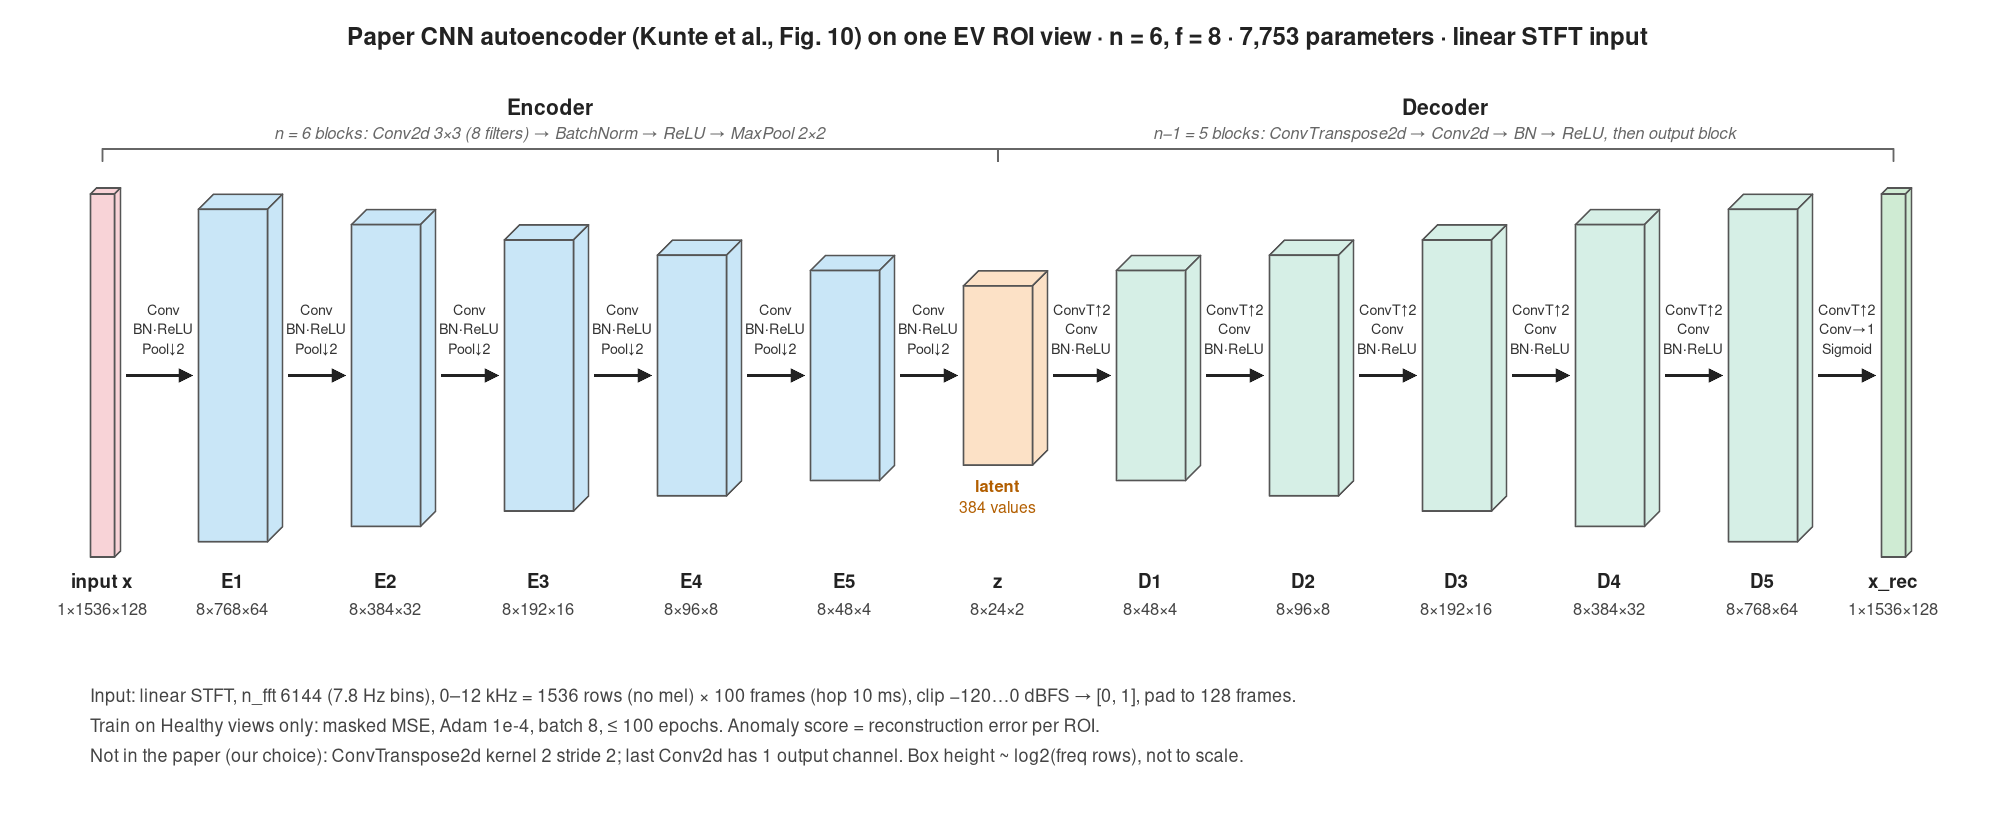 Paper CNN autoencoder (Kunte et al., Fig. 10) on one EV ROI view · n = 6, f = 8 · 7,753 parameters · linear STFT input
Encoder
n = 6 blocks: Conv2d 3×3 (8 filters) → BatchNorm → ReLU → MaxPool 2×2
Decoder
n–1 = 5 blocks: ConvTranspose2d → Conv2d → BN → ReLU, then output block
Conv
BN·ReLU
Pool↓2
Conv
BN·ReLU
Pool↓2
Conv
BN·ReLU
Pool↓2
Conv
BN·ReLU
Pool↓2
Conv
BN·ReLU
Pool↓2
Conv
BN·ReLU
Pool↓2
ConvT↑2
Conv
BN·ReLU
ConvT↑2
Conv
BN·ReLU
ConvT↑2
Conv
BN·ReLU
ConvT↑2
Conv
BN·ReLU
ConvT↑2
Conv
BN·ReLU
ConvT↑2
Conv→1
Sigmoid
latent
384 values
input x
1×1536×128
E1
8×768×64
E2
8×384×32
E3
8×192×16
E4
8×96×8
E5
8×48×4
z
8×24×2
D1
8×48×4
D2
8×96×8
D3
8×192×16
D4
8×384×32
D5
8×768×64
x_rec
1×1536×128
Input: linear STFT, n_fft 6144 (7.8 Hz bins), 0–12 kHz = 1536 rows (no mel) × 100 frames (hop 10 ms), clip −120…0 dBFS → [0, 1], pad to 128 frames.
Train on Healthy views only: masked MSE, Adam 1e-4, batch 8, ≤ 100 epochs. Anomaly score = reconstruction error per ROI.
Not in the paper (our choice): ConvTranspose2d kernel 2 stride 2; last Conv2d has 1 output channel. Box height ~ log2(freq rows), not to scale.